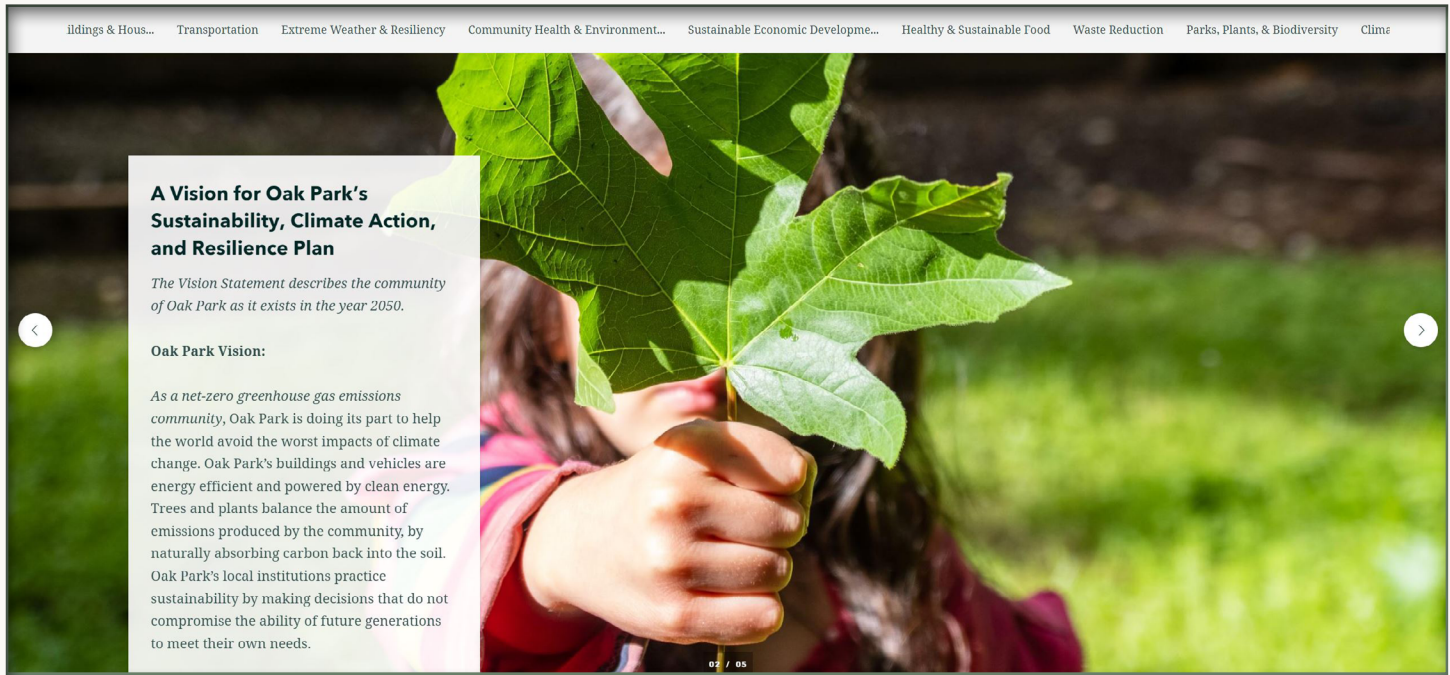 ildings & Hous... Transportation Extreme Weather & Resiliency Community Health & Environment... Sustainable Economic Developme... Healthy & Sustainable Food Waste Reduction Parks, Plants, & Biodiversity Clima
A Vision for Oak Park’s
Sustainability, Climate Action,
and Resilience Plan
The Vision Statement describes the community
of Oak Park as it exists in the year 2050.
Oak Park Vision:
As a net-zero greenhouse gas emissions
community, Oak Park is doing its part to help
the world avoid the worst impacts of climate
change. Oak Park’s buildings and vehicles are
energy efficient and powered by clean energy.
Trees and plants balance the amount of
emissions produced by the community, by
naturally absorbing carbon back into the soil.
Oak Park’s local institutions practice
sustainability by making decisions that do not
compromise the ability of future generations
to meet their own needs.
02 / 05